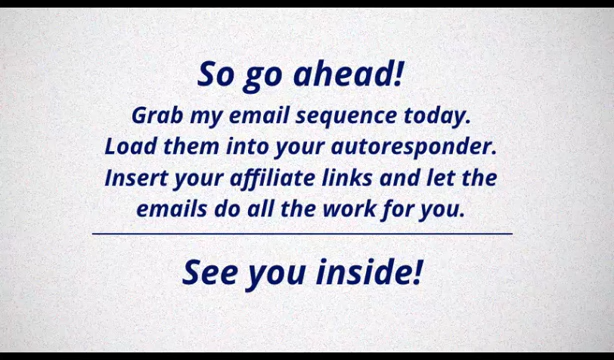 So go ahead!
Grab my email sequence today.
Load them into your autoresponder.
Insert your affiliate links and let the
emails do all the work for you.
See you inside!